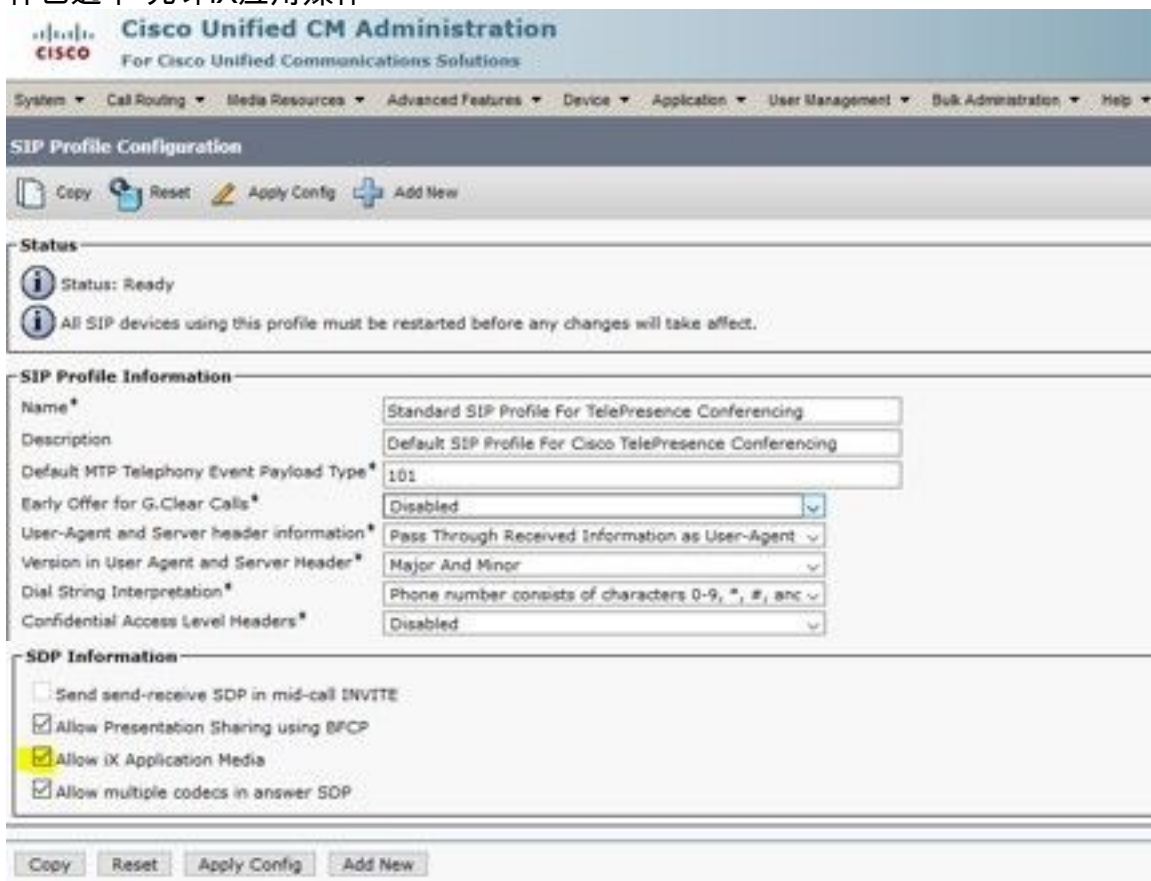 CISCO
Cisco Unified CM Administration
For Cisco Unified Communications Solutions
System Call Routing Media Resources Advanced Features Device Application User Management Bulk Administration Help
SIP Profile Configuration
Copy Reset Apply Config Add New
Status
Status: Ready
All SIP devices using this profile must be restarted before any changes will take affect.
SIP Profile Information
Name* Standard SIP Profile For TelePresence Conferencing
Description Default SIP Profile For Cisco TelePresence Conferencing
Default MTP Telephony Event Payload Type* 101
Early Offer for G.Clear Calls* Disabled
User-Agent and Server header information* Pass Through Received Information as User-Agent
Version in User Agent and Server Header* Major And Minor
Dial String Interpretation* Phone number consists of characters 0-9, *, #, anc
Confidential Access Level Headers* Disabled
SDP Information
Send send-receive SDP in mid-call INVITE
Allow Presentation Sharing using BFCP
Allow iX Application Media
Allow multiple codecs in answer SDP
Copy Reset Apply Config Add New